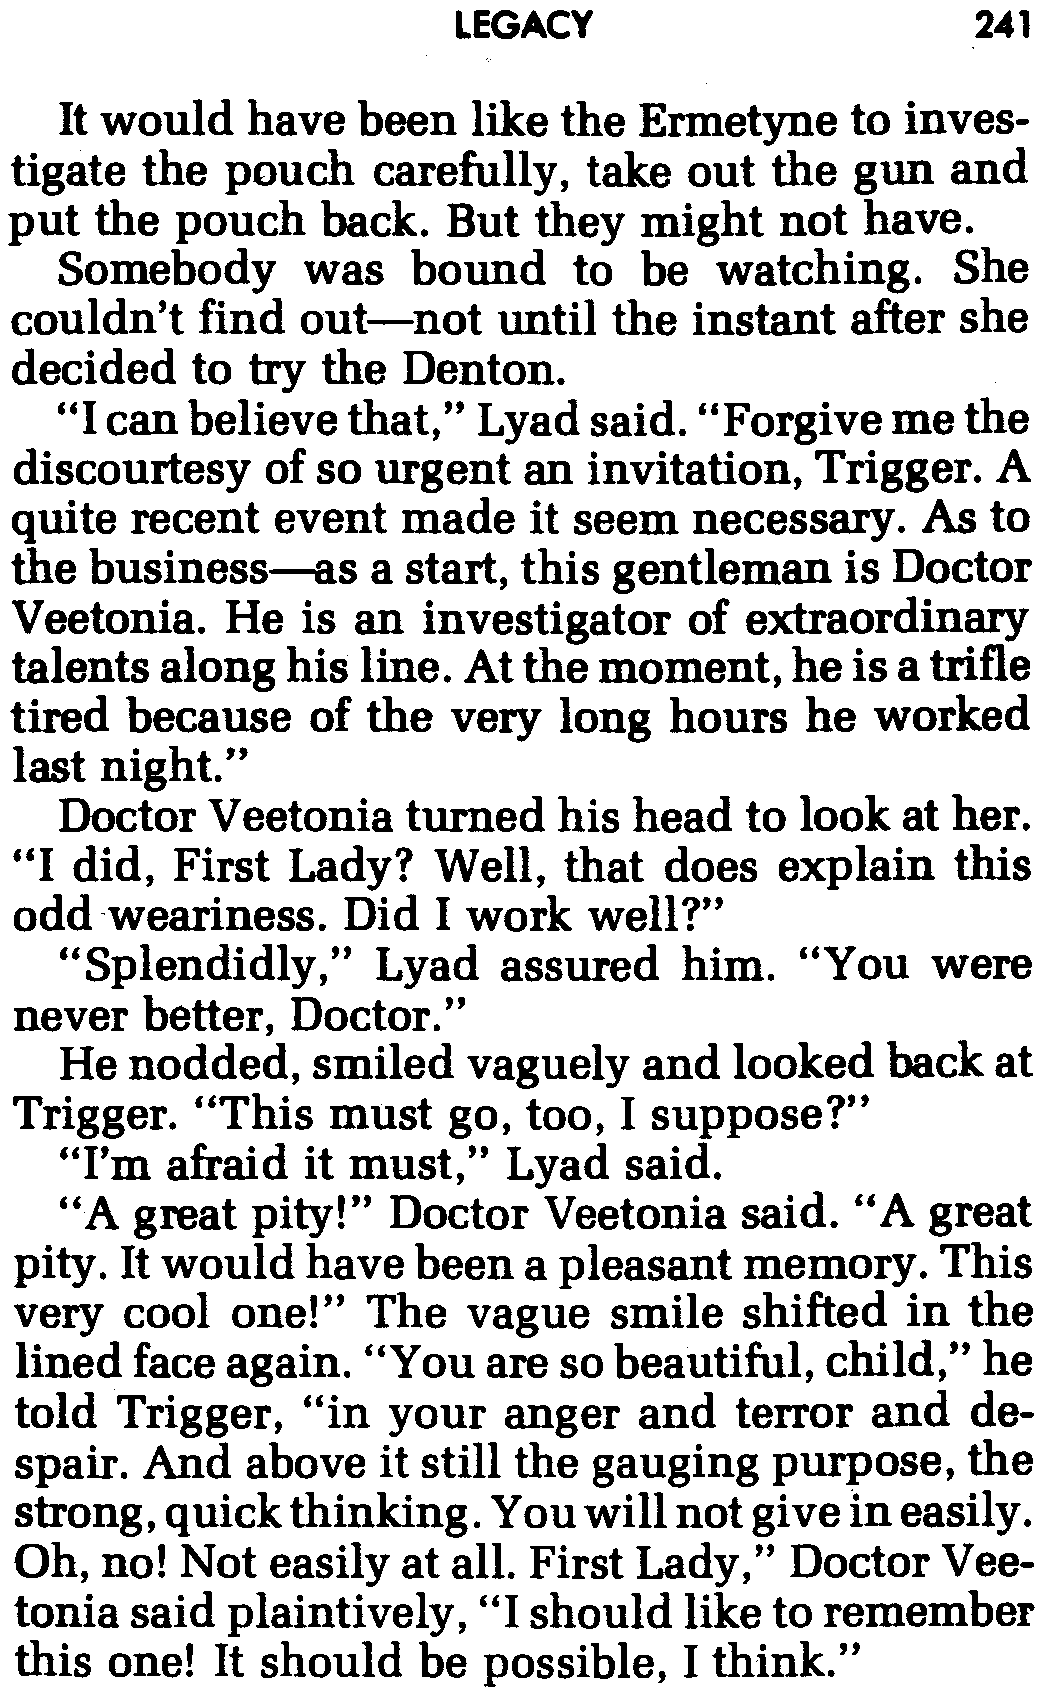 LEGACY 241
It would have been like the Ermetyne to inves-
tigate the pouch carefully, take out the gun and
put the pouch back. But they might not have.
Somebody was bound to be watching. She
couldn't find out—not until the instant after she
decided to try the Denton.
"I can believe that," Lyad said. "Forgive me the
discourtesy of so urgent an invitation, Trigger. A
quite recent event made it seem necessary. As to
the business—as a start, this gentleman is Doctor
Veetonia. He is an investigator of extraordinary
talents along his line. At the moment, he is a trifle
tired because of the very long hours he worked
last night."
Doctor Veetonia turned his head to look at her.
"I did, First Lady? Well, that does explain this
odd weariness. Did I work well?"
"Splendidly," Lyad assured him. "You were
never better, Doctor."
He nodded, smiled vaguely and looked back at
Trigger. "This must go, too, I suppose?"
"I'm afraid it must," Lyad said.
"A great pity!" Doctor Veetonia said. "A great
pity. It would have been a pleasant memory. This
very cool one!" The vague smile shifted in the
lined face again. "You are so beautiful, child," he
told Trigger, "in your anger and terror and de-
spair. And above it still the gauging purpose, the
strong, quick thinking. You will not give in easily.
Oh, no! Not easily at all. First Lady," Doctor Vee-
tonia said plaintively, "I should like to remember
this one! It should be possible, I think."